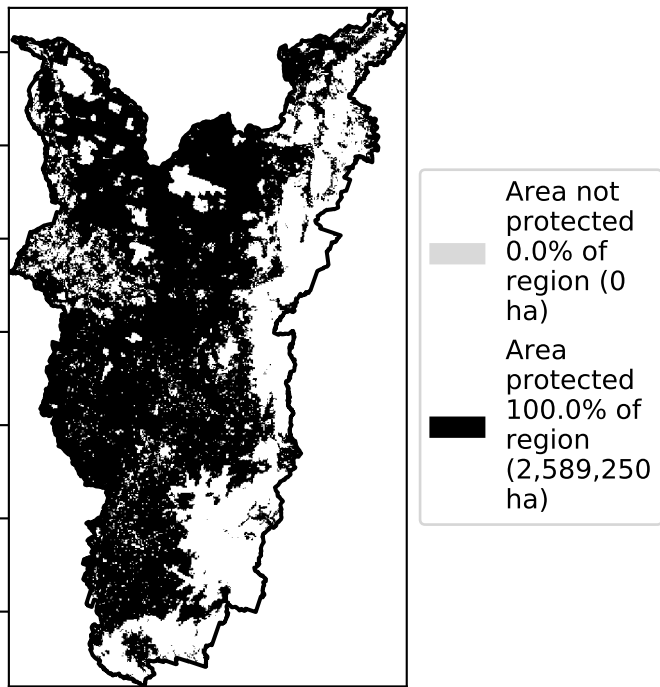 Area not
protected
0.0% of
region (0
ha)
Area
protected
100.0% of
region
(2,589,250
ha)